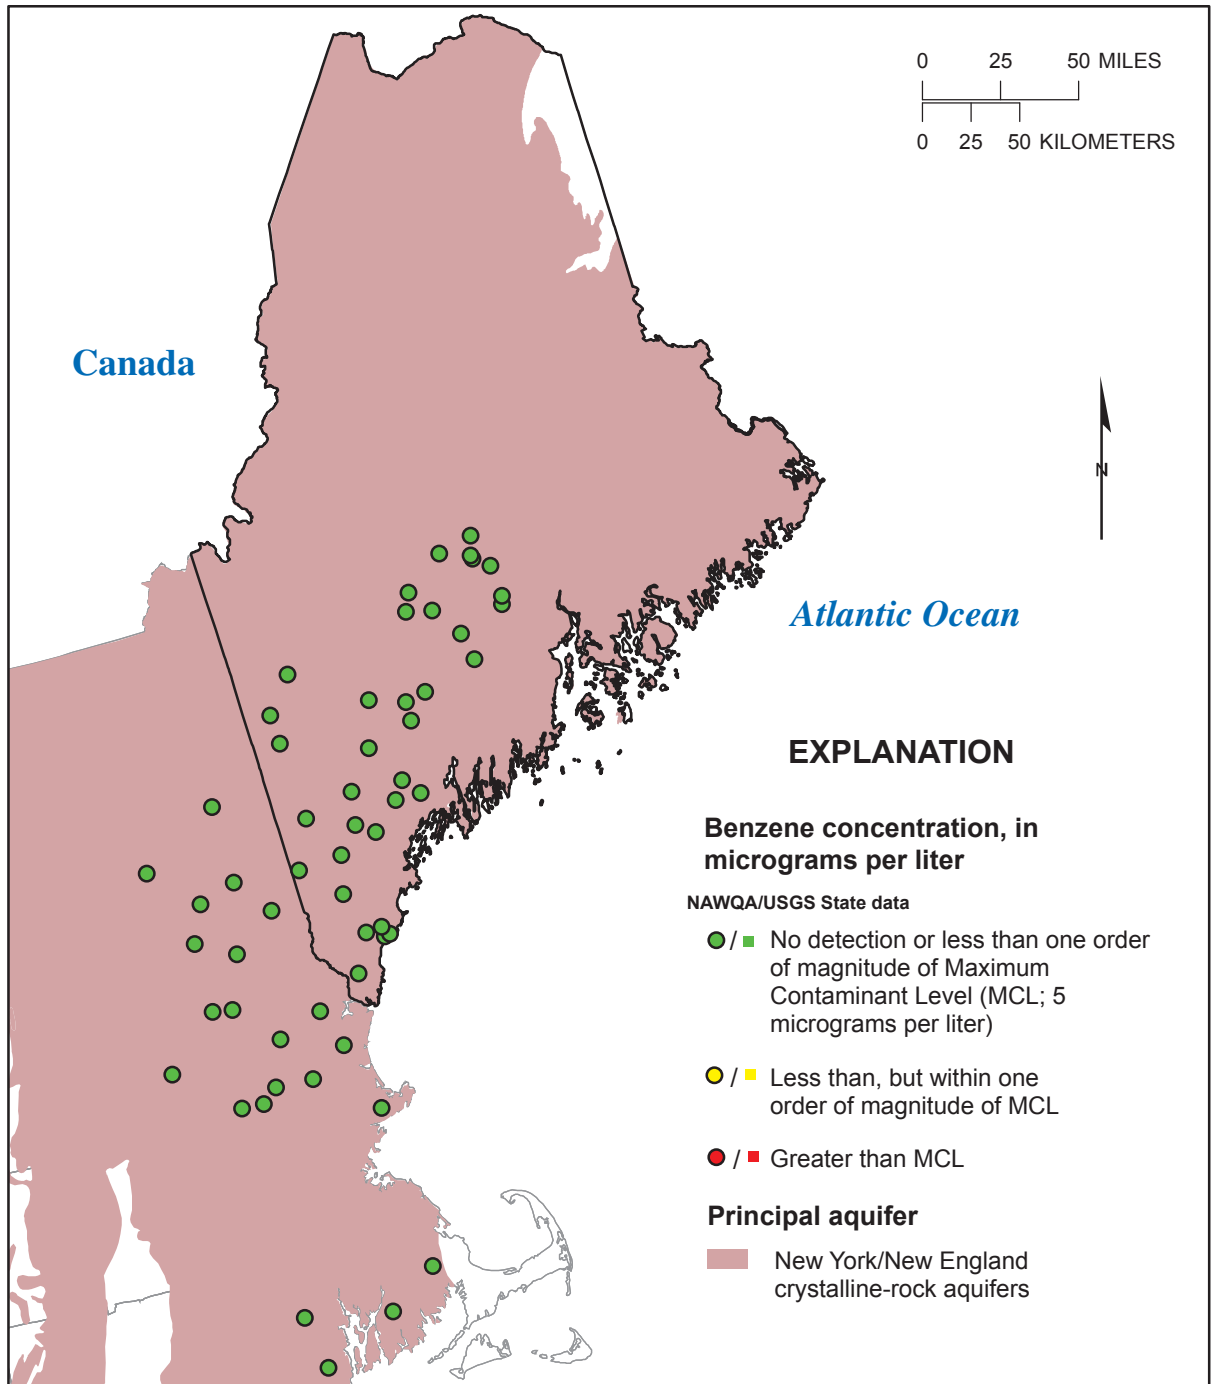 0 25 50 MILES
0 25 50 KILOMETERS
Canada
N
Atlantic Ocean
EXPLANATION
Benzene concentration, in
micrograms per liter
NAWQA/USGS State data
/ No detection or less than one order
of magnitude of Maximum
Contaminant Level (MCL; 5
micrograms per liter)
/ Less than, but within one
order of magnitude of MCL
/ Greater than MCL
Principal aquifer
New York/New England
crystalline-rock aquifers